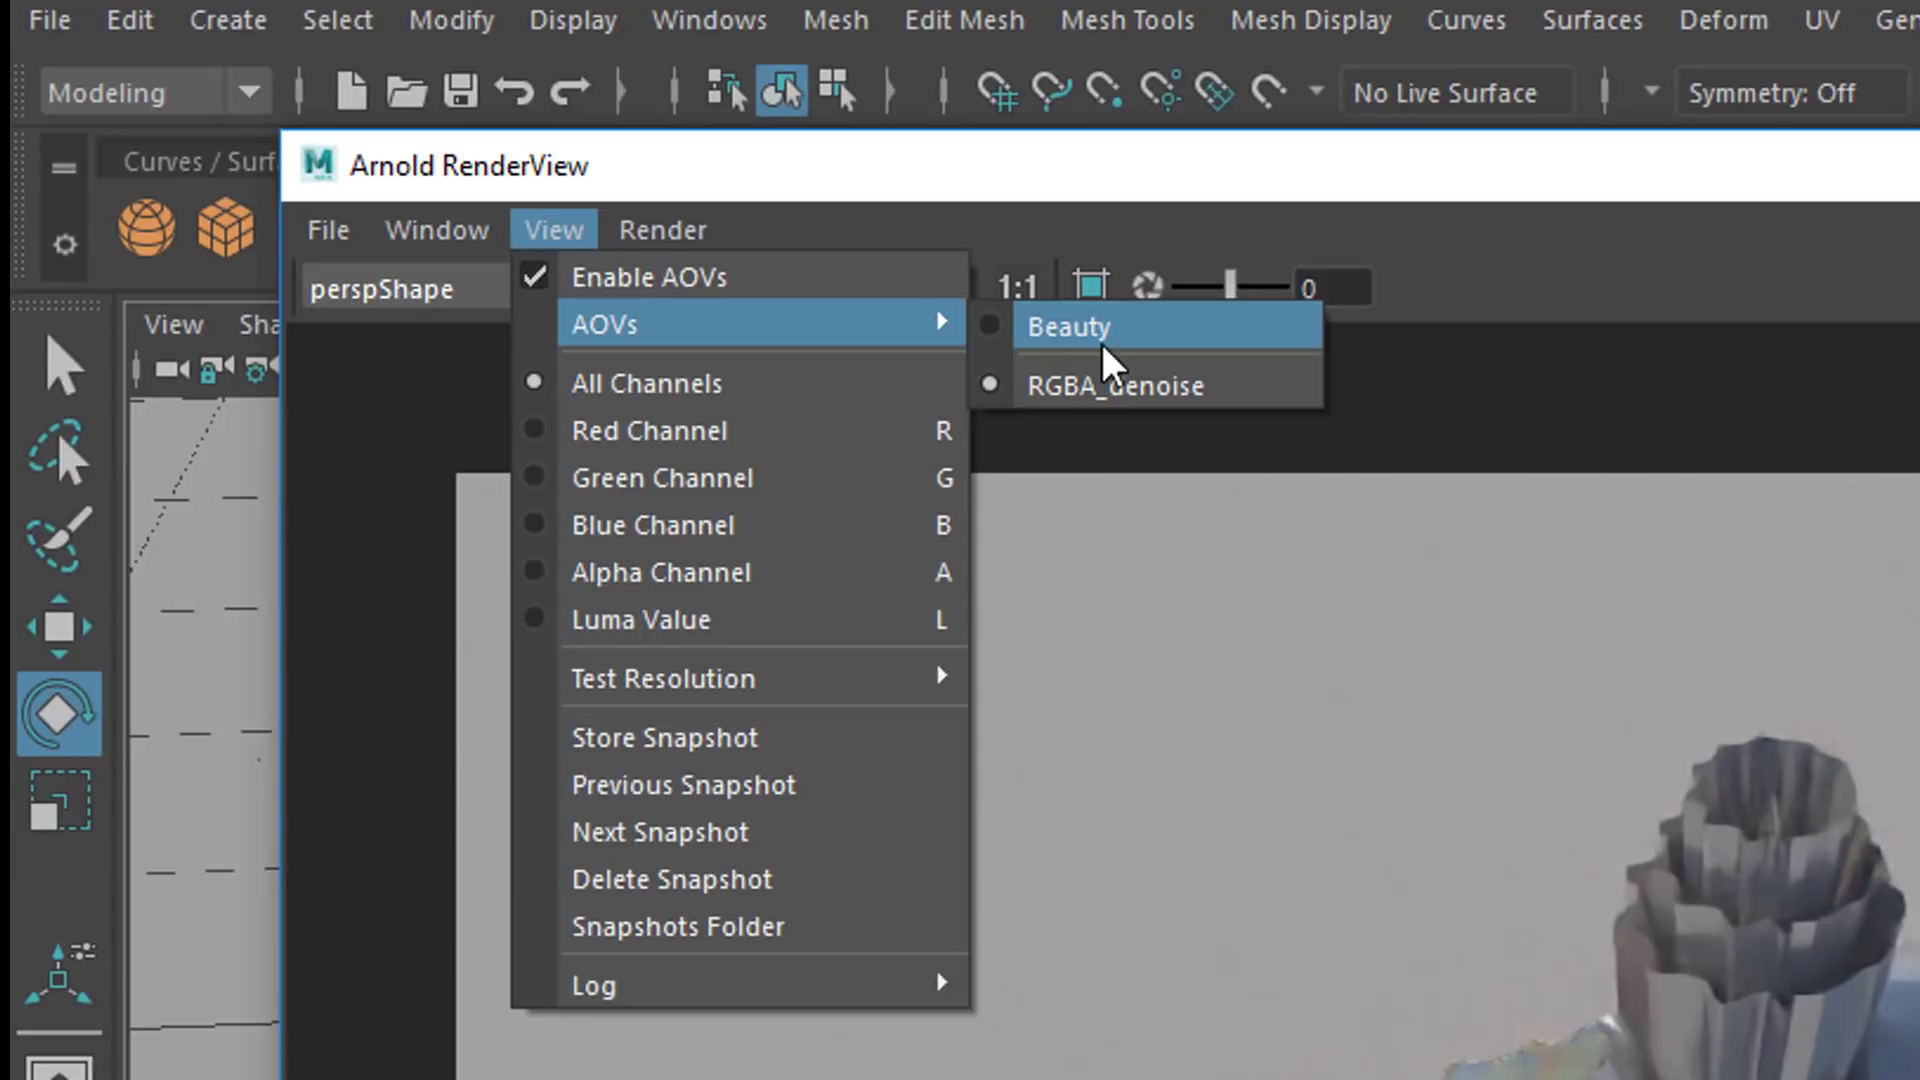 File Edit Create Select Modify Display Windows Mesh Edit Mesh Mesh Tools Mesh Display Curves Surfaces Deform UV Gen
Modeling No Live Surface Symmetry: Off
Curves / Surf
Arnold RenderView
File Window View Render
perspShape 1:1 0
View Sha
Enable AOVs
AOVs
Beauty
RGBA_denoise
All Channels
Red Channel R
Green Channel G
Blue Channel B
Alpha Channel A
Luma Value L
Test Resolution
Store Snapshot
Previous Snapshot
Next Snapshot
Delete Snapshot
Snapshots Folder
Log